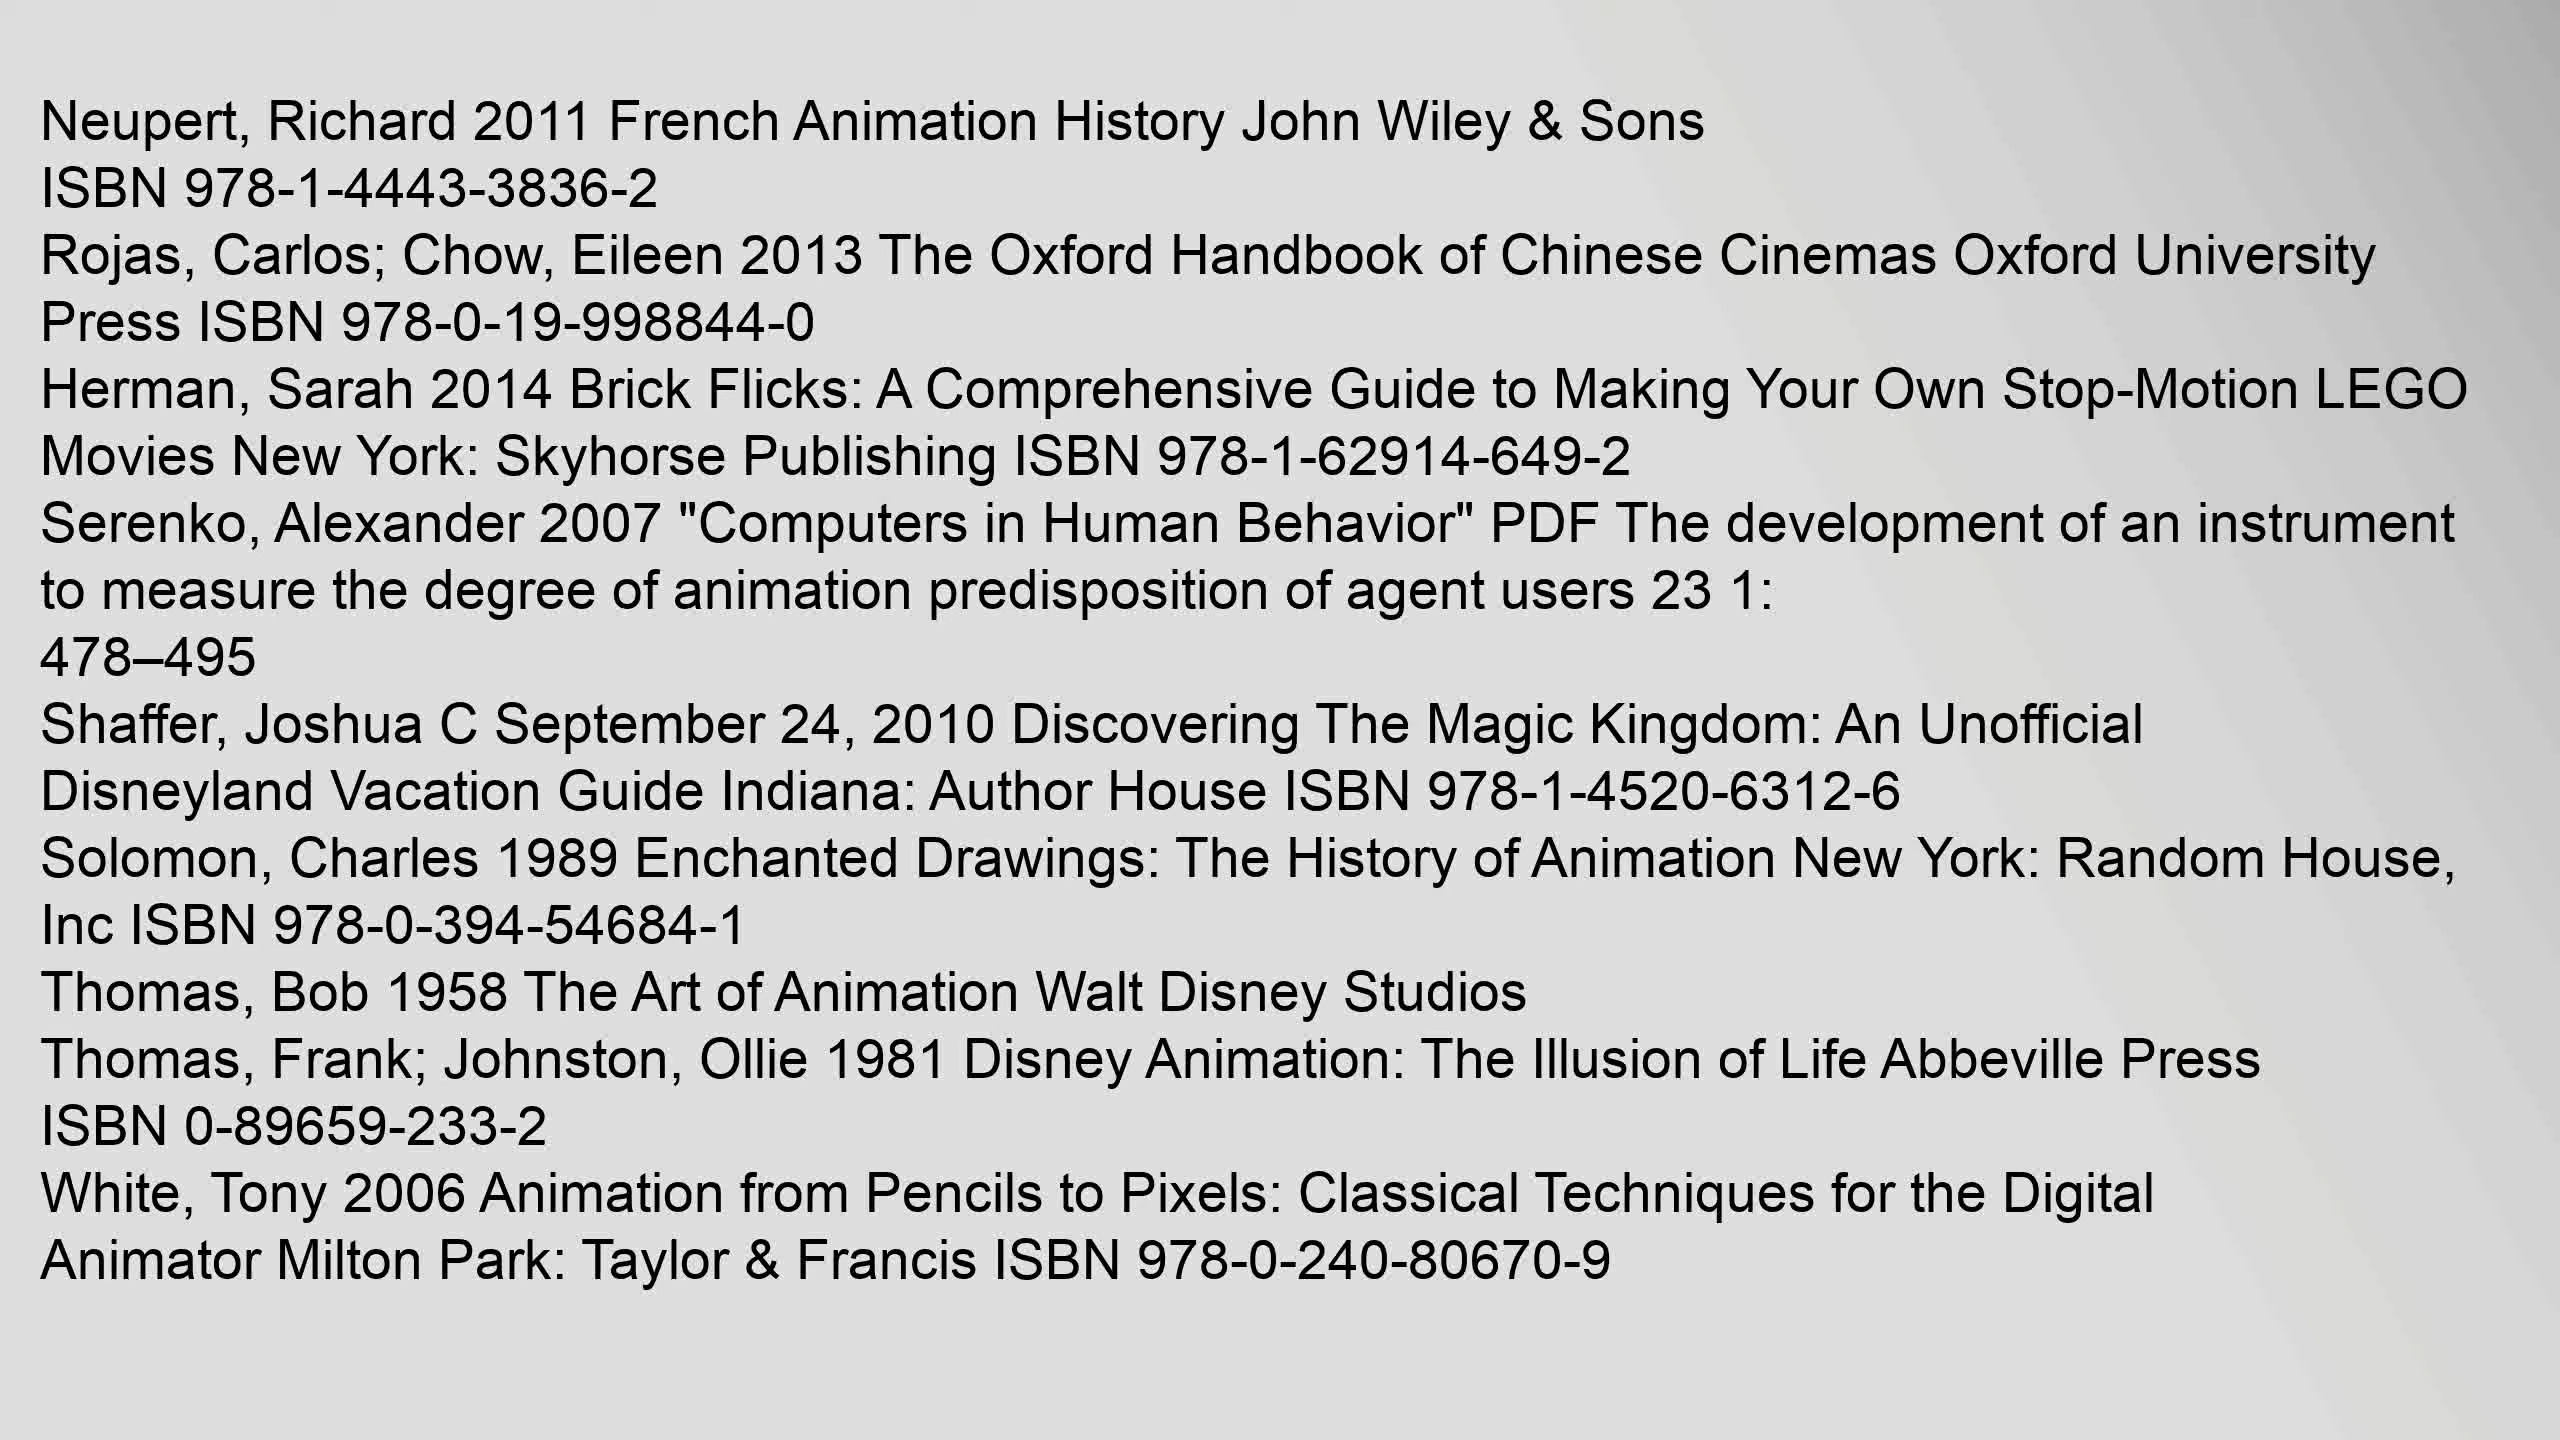 Neupert, Richard 2011 French Animation History John Wiley & Sons
ISBN 978-1-4443-3836-2
Rojas, Carlos; Chow, Eileen 2013 The Oxford Handbook of Chinese Cinemas Oxford University
Press ISBN 978-0-19-998844-0
Herman, Sarah 2014 Brick Flicks: A Comprehensive Guide to Making Your Own Stop-Motion LEGO
Movies New York: Skyhorse Publishing ISBN 978-1-62914-649-2
Serenko, Alexander 2007 "Computers in Human Behavior" PDF The development of an instrument
to measure the degree of animation predisposition of agent users 23 1:
478–495
Shaffer, Joshua C September 24, 2010 Discovering The Magic Kingdom: An Unofficial
Disneyland Vacation Guide Indiana: Author House ISBN 978-1-4520-6312-6
Solomon, Charles 1989 Enchanted Drawings: The History of Animation New York: Random House,
Inc ISBN 978-0-394-54684-1
Thomas, Bob 1958 The Art of Animation Walt Disney Studios
Thomas, Frank; Johnston, Ollie 1981 Disney Animation: The Illusion of Life Abbeville Press
ISBN 0-89659-233-2
White, Tony 2006 Animation from Pencils to Pixels: Classical Techniques for the Digital
Animator Milton Park: Taylor & Francis ISBN 978-0-240-80670-9